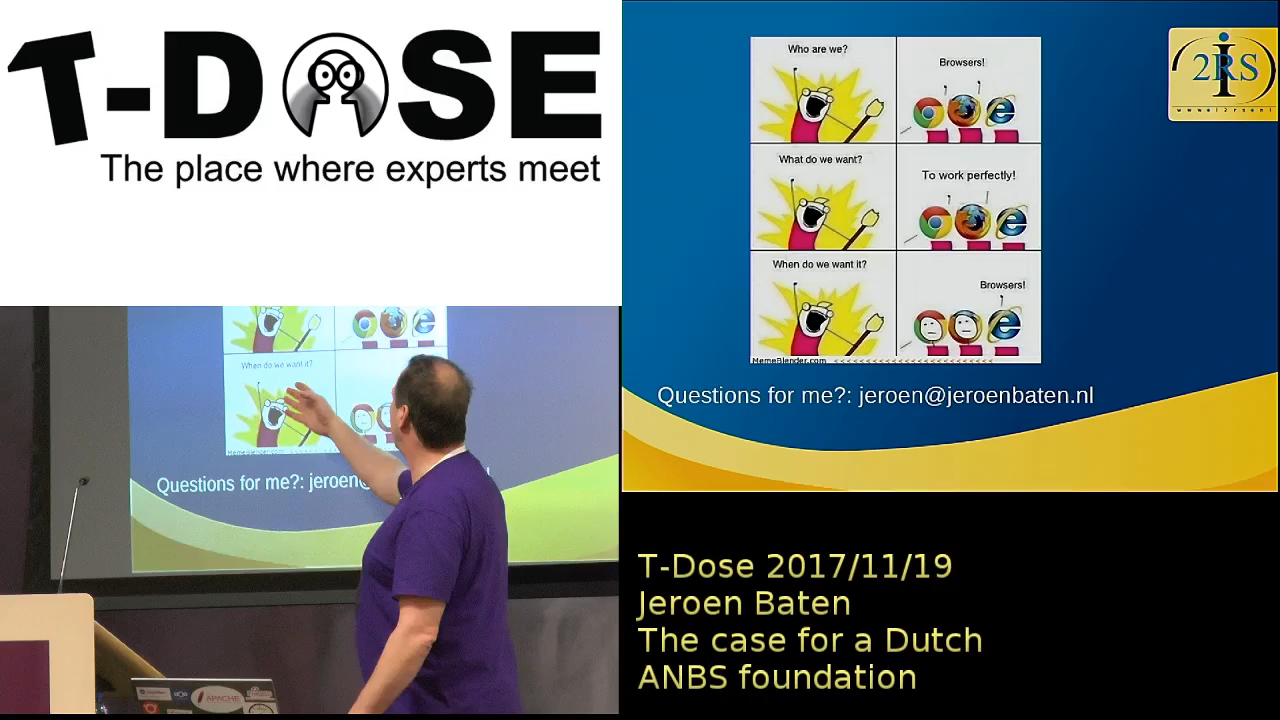 T-DOSE
The place where experts meet
Who are we?
Browsers!
What do we want?
To work perfectly!
When do we want it?
Browsers!
MemeBlender.com
Questions for me?: jeroen@jeroenbaten.nl
i
2RS
When do we want it?
Questions for me?: jeroen@
APACHE
T-Dose 2017/11/19
Jeroen Baten
The case for a Dutch
ANBS foundation